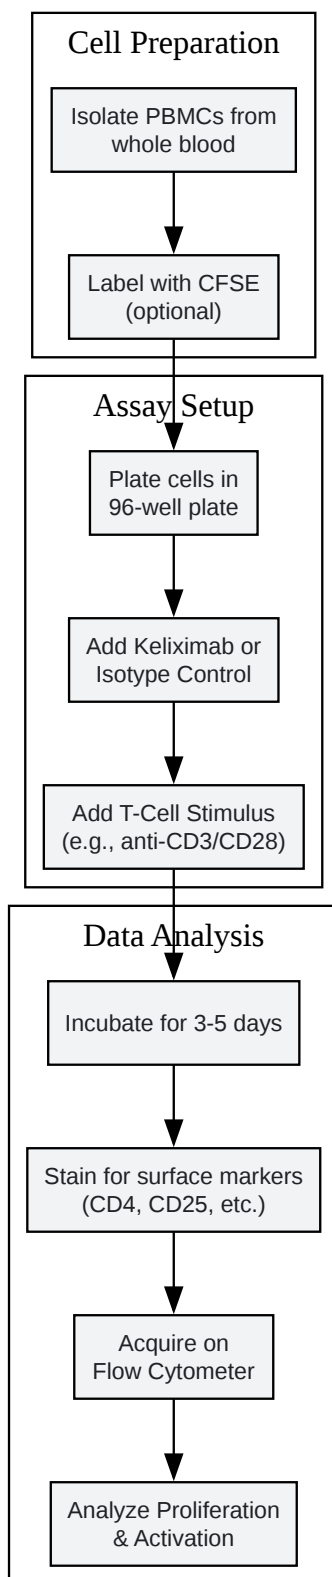 Cell Preparation
Isolate PBMCs from
whole blood
Label with CFSE
(optional)
Assay Setup
Plate cells in
96-well plate
Add Keliximab or
Isotype Control
Add T-Cell Stimulus
(e.g., anti-CD3/CD28)
Data Analysis
Incubate for 3-5 days
Stain for surface markers
(CD4, CD25, etc.)
Acquire on
Flow Cytometer
Analyze Proliferation
& Activation